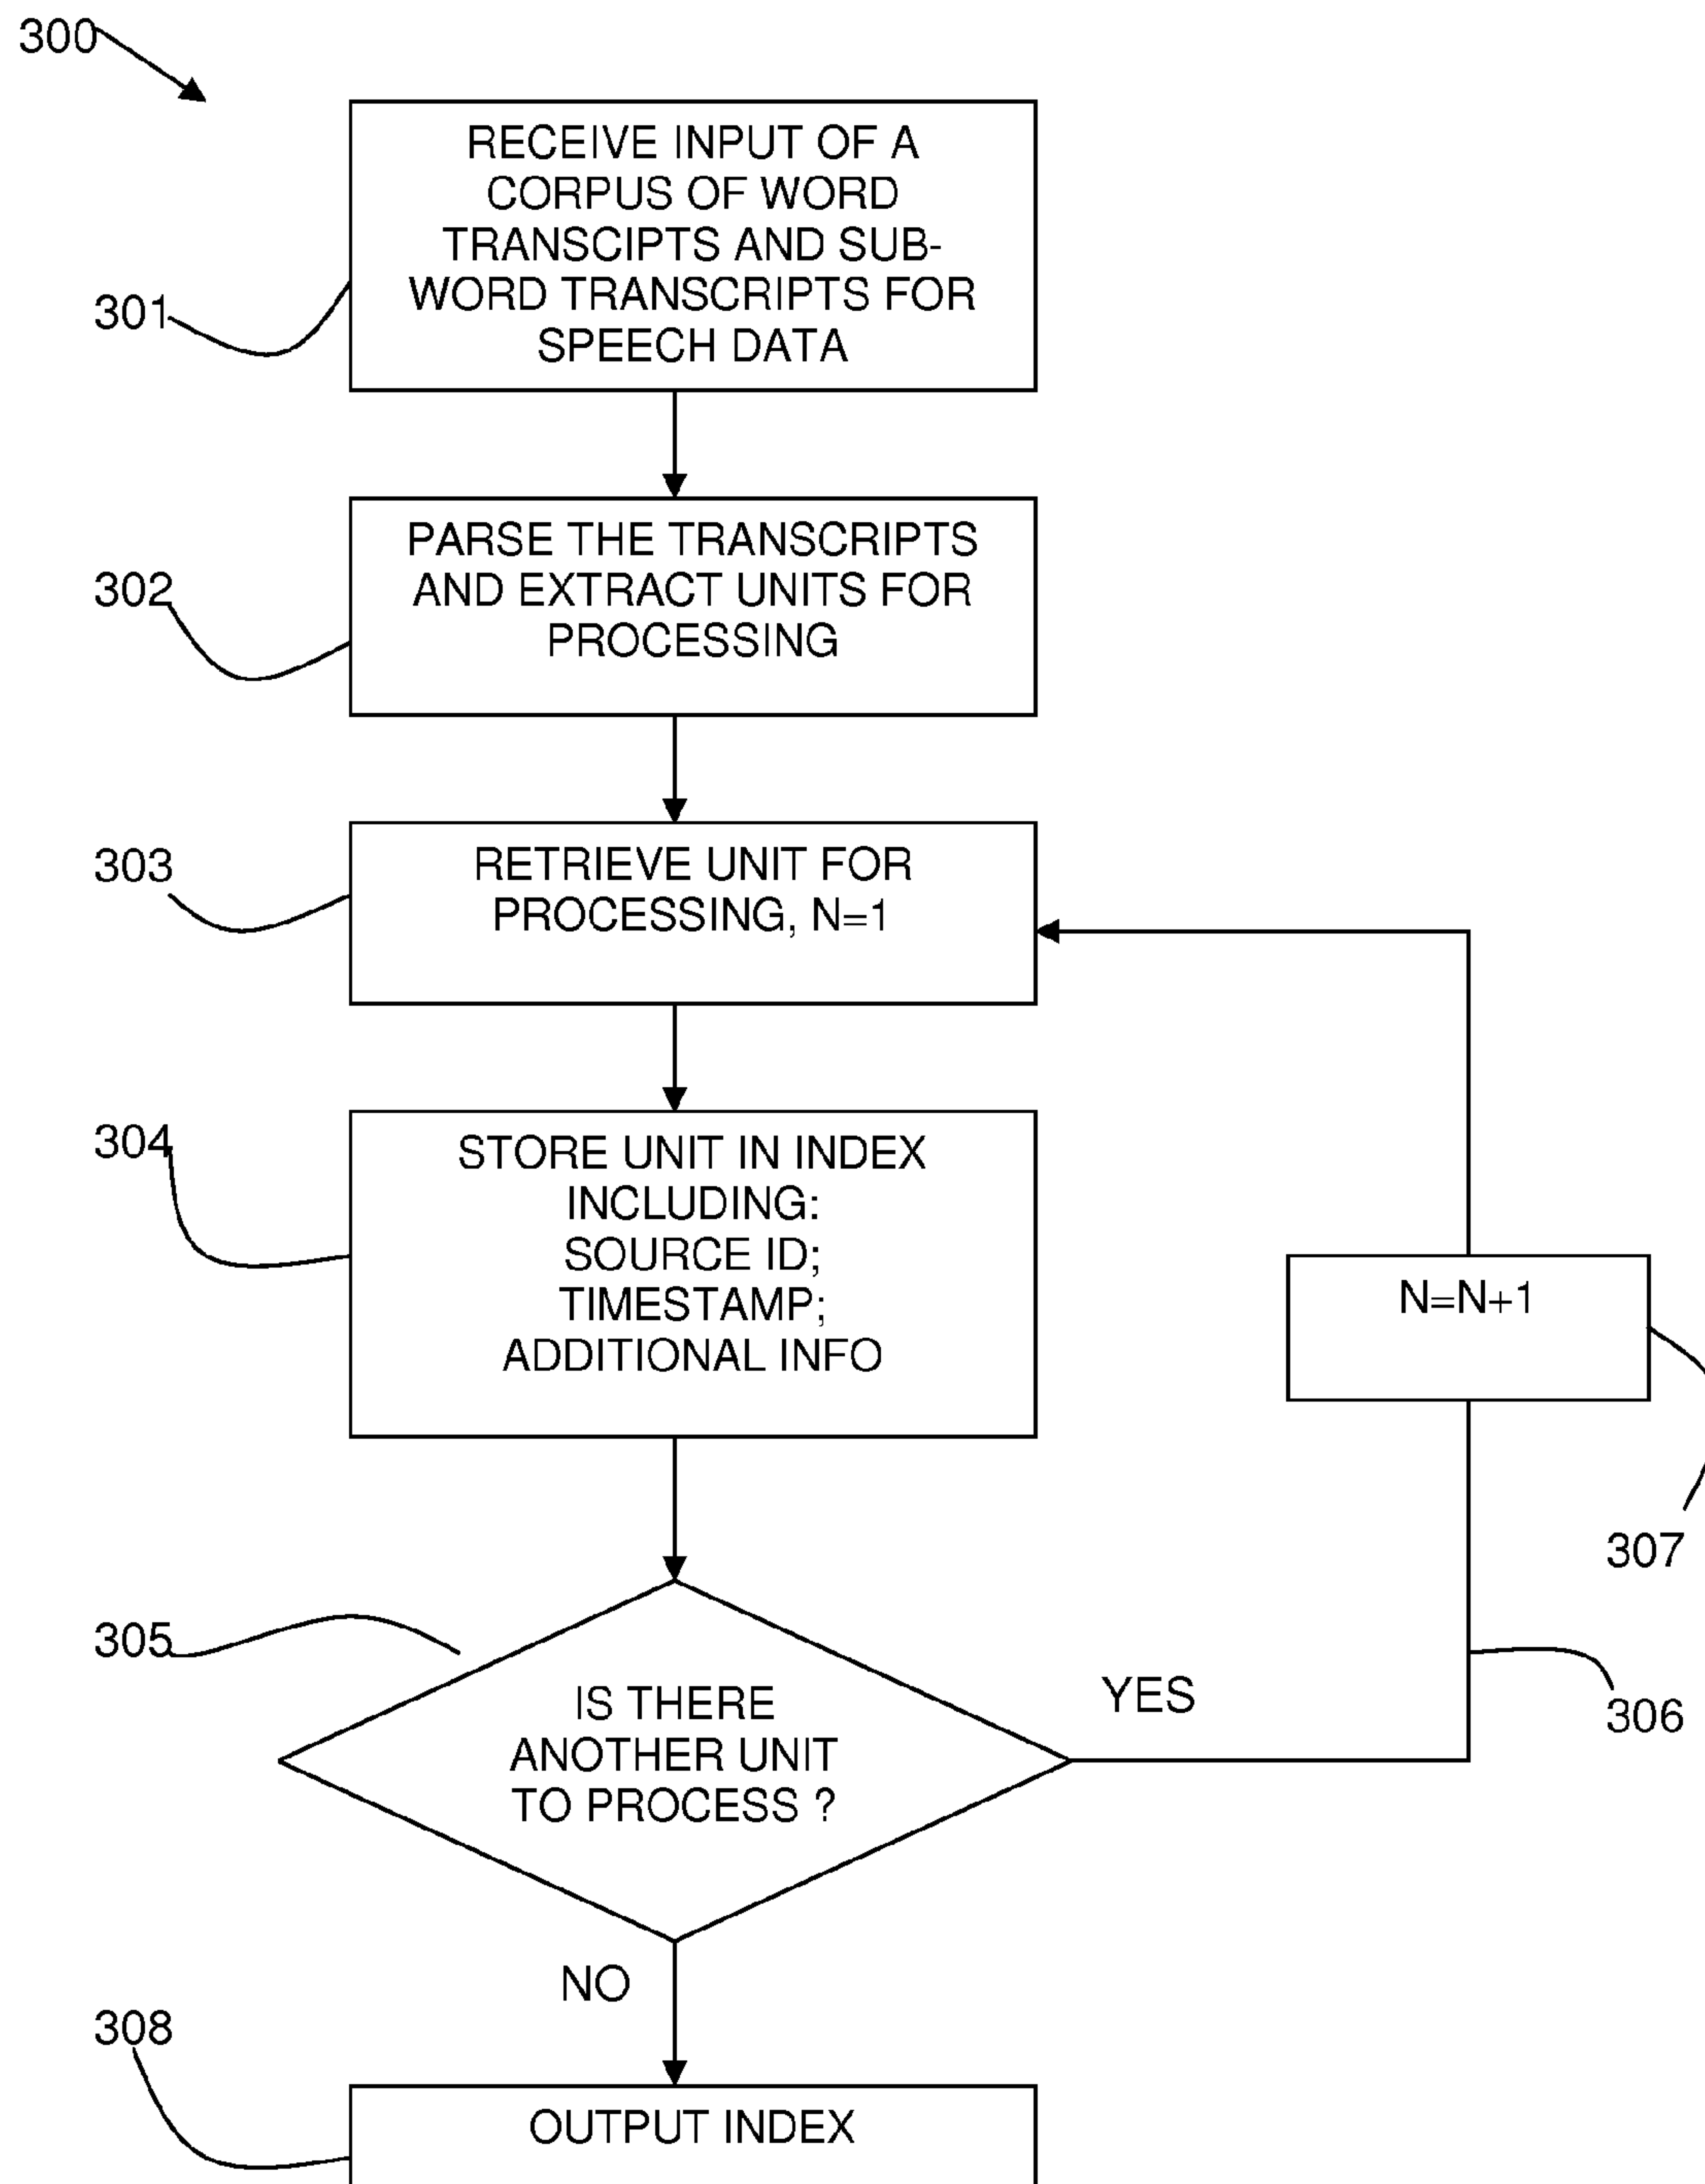 300
RECEIVE INPUT OF A
CORPUS OF WORD
TRANSCIPTS AND SUB-
WORD TRANSCRIPTS FOR
SPEECH DATA
301
PARSE THE TRANSCRIPTS
AND EXTRACT UNITS FOR
PROCESSING
302
RETRIEVE UNIT FOR
PROCESSING, N=1
303
STORE UNIT IN INDEX
INCLUDING:
SOURCE ID;
TIMESTAMP;
ADDITIONAL INFO
304
N=N+1
307
305
IS THERE
ANOTHER UNIT
TO PROCESS ?
YES
306
NO
308
OUTPUT INDEX